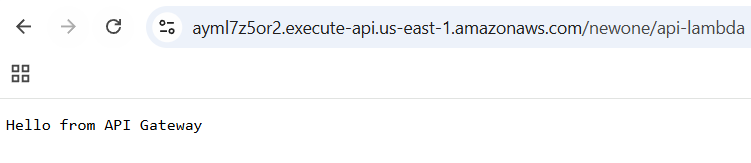 ayml7z5or2.execute-api.us-east-1.amazonaws.com/newone/api-lambda
Hello from API Gateway